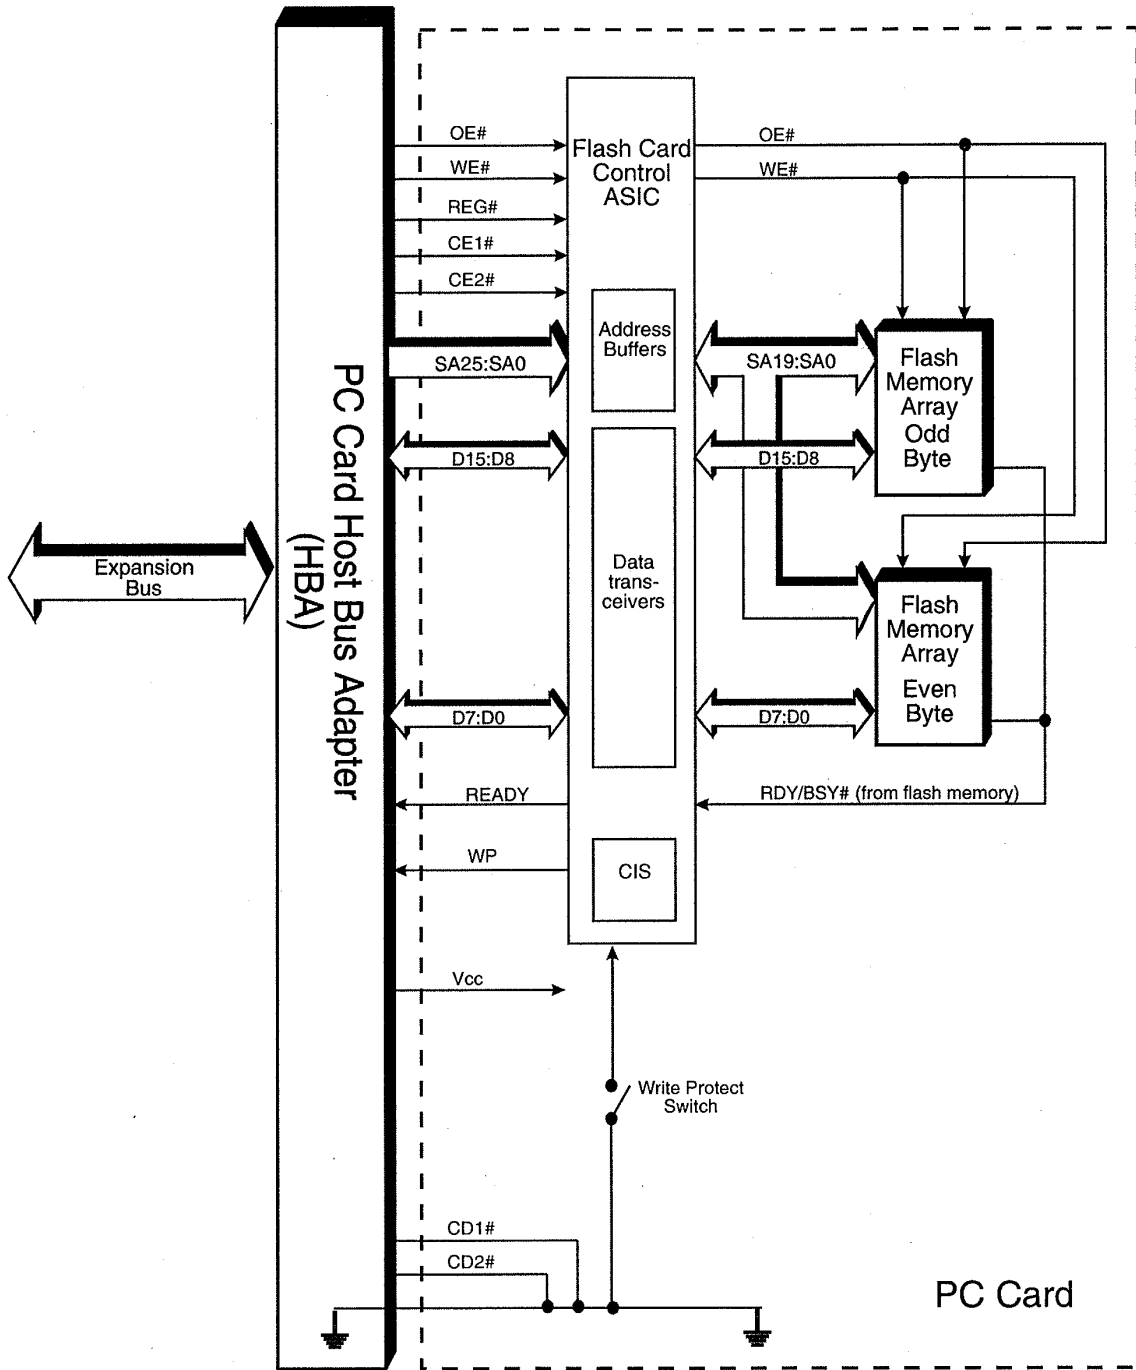 OE#
WE#
REG#
CE1#
CE2#
SA25:SA0
D15:D8
D7:D0
READY
WP
Vcc
CD1#
CD2#
Expansion
Bus
PC Card Host Bus Adapter
(HBA)
Flash Card
Control
ASIC
Address
Buffers
Data
trans-
ceivers
CIS
Write Protect
Switch
OE#
WE#
SA19:SA0
D15:D8
D7:D0
RDY/BSY# (from flash memory)
Flash
Memory
Array
Odd
Byte
Flash
Memory
Array
Even
Byte
PC Card